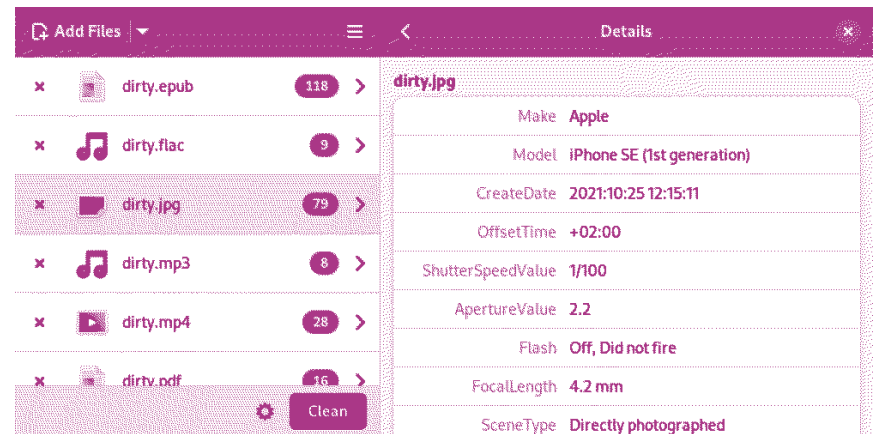 Add Files
dirty.epub 118
dirty.flac 9
dirty.jpg 79
dirty.mp3 8
dirty.mp4 28
dirty.pdf 16
Clean
Details
dirty.jpg
Make Apple
Model iPhone SE (1st generation)
CreateDate 2021:10:25 12:15:11
OffsetTime +02:00
ShutterSpeedValue 1/100
ApertureValue 2.2
Flash Off, Did not fire
FocalLength 4.2 mm
SceneType Directly photographed